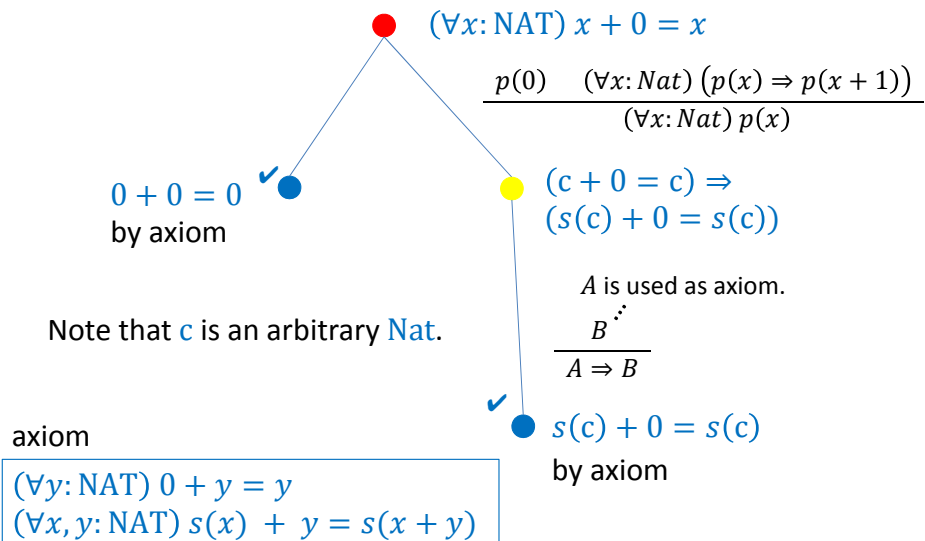 (∀x: NAT) x + 0 = x
p(0) (∀x: Nat) (p(x) ⇒ p(x + 1))
(∀x: Nat) p(x)
✔
0 + 0 = 0
by axiom
(c + 0 = c) ⇒
(s(c) + 0 = s(c))
A is used as axiom.
B
A ⇒ B
Note that c is an arbitrary Nat.
✔
s(c) + 0 = s(c)
by axiom
axiom
(∀y: NAT) 0 + y = y
(∀x, y: NAT) s(x) + y = s(x + y)